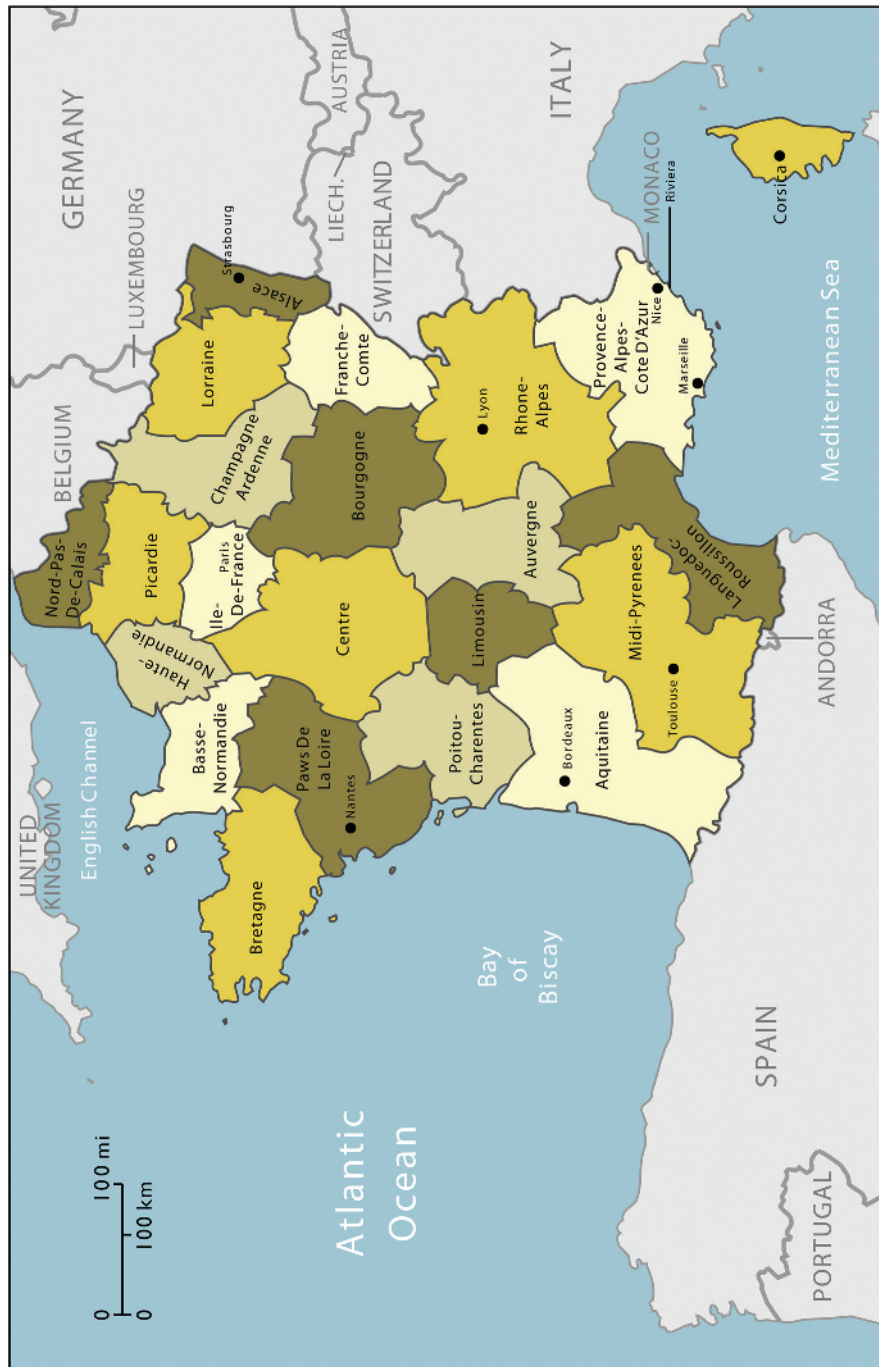 UNITED
KINGDOM
English Channel
BELGIUM
LUXEMBOURG
GERMANY
LIECH.
AUSTRIA
SWITZERLAND
ITALY
MONACO
Riviera
Nord-Pas-
De-Calais
Picardie
Haute-
Normandie
Basse-
Normandie
Ile-
Paris
De-France
Champagne
Ardenne
Lorraine
Alsace
Strasbourg
Bretagne
Paws De
La Loire
Nantes
Centre
Bourgogne
Franche-
Comte
Poitou-
Charentes
Limousin
Auvergne
Rhone-
Alpes
Lyon
Bordeaux
Aquitaine
Midi-Pyrenees
Toulouse
Languedoc-
Roussillon
Provence-
Alpes-
Cote D'Azur
Nice
Marseille
Corsica
Atlantic
Ocean
Bay
of
Biscay
Mediterranean Sea
ANDORRA
SPAIN
PORTUGAL
0 100 mi
0 100 km